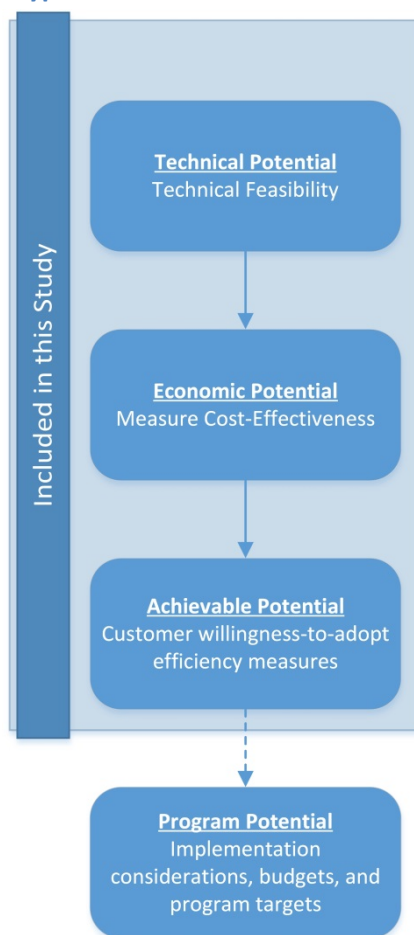 Included in this Study
Technical Potential
Technical Feasibility
Economic Potential
Measure Cost-Effectiveness
Achievable Potential
Customer willingness-to-adopt
efficiency measures
Program Potential
Implementation
considerations, budgets, and
program targets